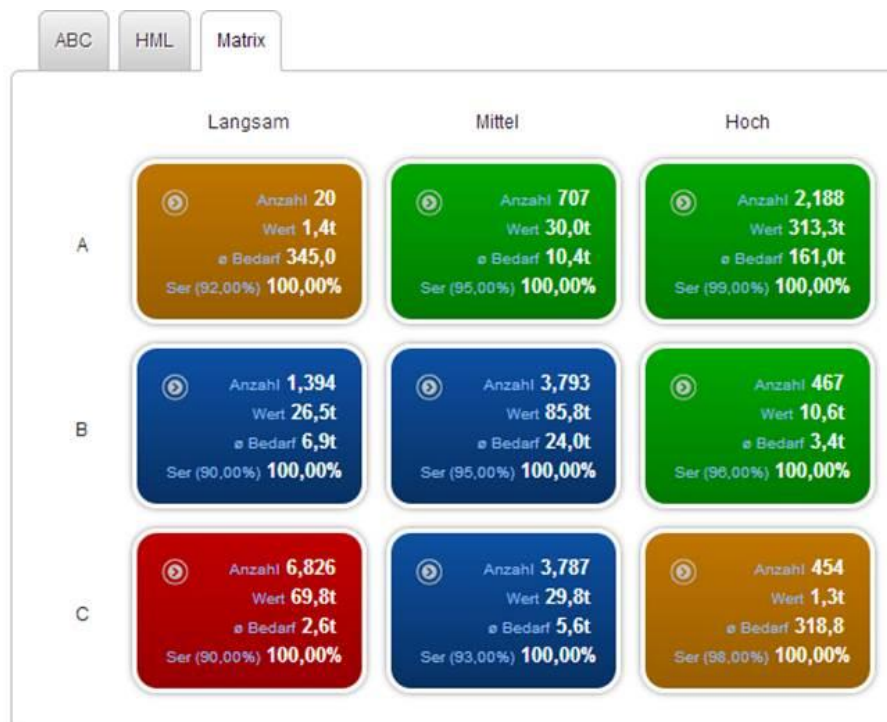 ABC HML Matrix
Langsam Mittel Hoch
A
Anzahl 20
Wert 1,4t
ø Bedarf 345,0
Ser (92,00%) 100,00%
Anzahl 707
Wert 30,0t
ø Bedarf 10,4t
Ser (95,00%) 100,00%
Anzahl 2,188
Wert 313,3t
ø Bedarf 161,0t
Ser (99,00%) 100,00%
B
Anzahl 1,394
Wert 26,5t
ø Bedarf 6,9t
Ser (90,00%) 100,00%
Anzahl 3,793
Wert 85,8t
ø Bedarf 24,0t
Ser (95,00%) 100,00%
Anzahl 467
Wert 10,6t
ø Bedarf 3,4t
Ser (96,00%) 100,00%
C
Anzahl 6,826
Wert 69,8t
ø Bedarf 2,6t
Ser (90,00%) 100,00%
Anzahl 3,787
Wert 29,8t
ø Bedarf 5,6t
Ser (93,00%) 100,00%
Anzahl 454
Wert 1,3t
ø Bedarf 318,8
Ser (98,00%) 100,00%